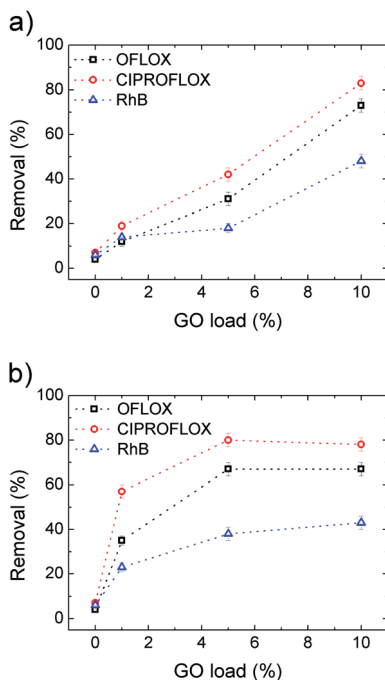 a)
100
80
60
40
20
0
Removal (%)
OFLOX
CIPROFLOX
RhB
0 2 4 6 8 10
GO load (%)
b)
100
80
60
40
20
0
Removal (%)
OFLOX
CIPROFLOX
RhB
0 2 4 6 8 10
GO load (%)